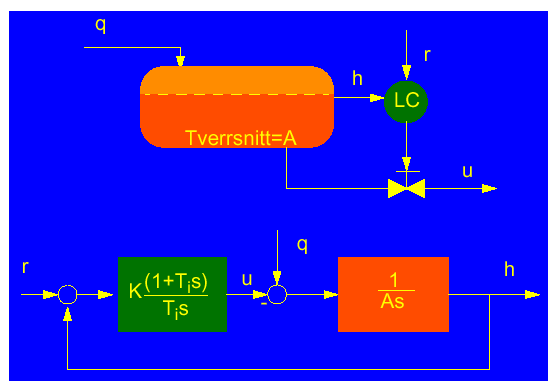 q
r
h
LC
Tverrsnitt=A
u
r
K(1+Tis)
Tis
u
q
-
1
As
h